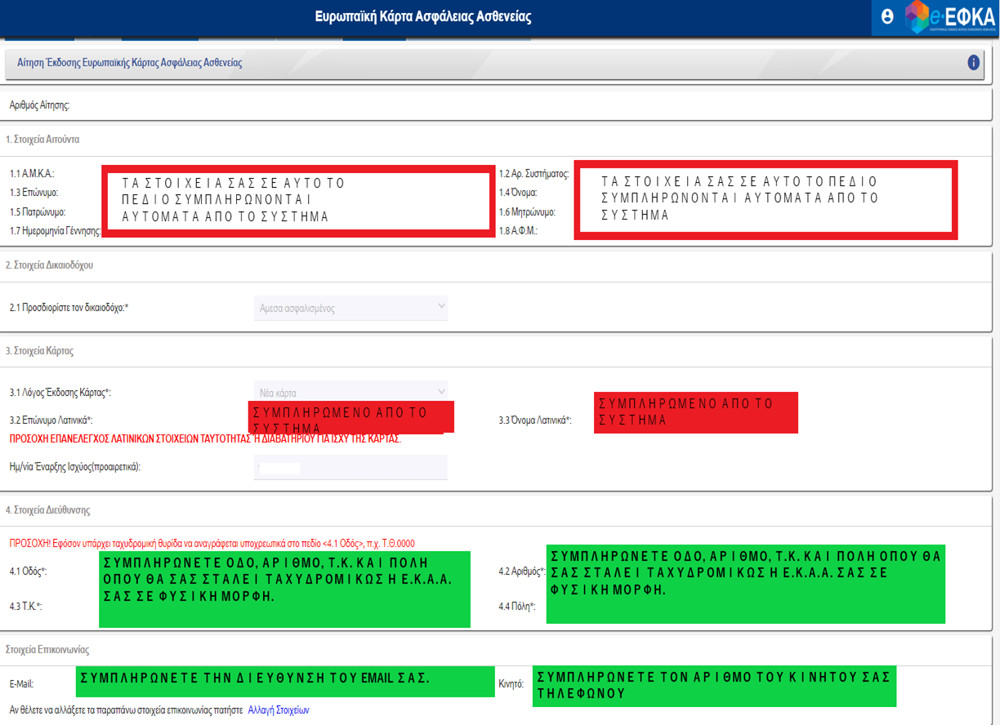 Ευρωπαϊκή Κάρτα Ασφάλειας Ασθενείας
e-ΕΦΚΑ
Αίτηση Έκδοσης Ευρωπαϊκής Κάρτας Ασφάλειας Ασθενείας
Αριθμός Αίτησης:
1. Στοιχεία Αιτούντα
1.1 Α.Μ.Κ.Α.:
1.3 Επώνυμο:
1.5 Πατρώνυμο:
1.7 Ημερομηνία Γέννησης:
ΤΑ ΣΤΟΙΧΕΙΑ ΣΑΣ ΣΕ ΑΥΤΟ ΤΟ
ΠΕΔΙΟ ΣΥΜΠΛΗΡΩΝΟΝΤΑΙ
ΑΥΤΟΜΑΤΑ ΑΠΟ ΤΟ ΣΥΣΤΗΜΑ
1.2 Αρ. Συστήματος:
1.4 Όνομα:
1.6 Μητρώνυμο:
1.8 Α.Φ.Μ.:
ΤΑ ΣΤΟΙΧΕΙΑ ΣΑΣ ΣΕ ΑΥΤΟ ΤΟ ΠΕΔΙΟ
ΣΥΜΠΛΗΡΩΝΟΝΤΑΙ ΑΥΤΟΜΑΤΑ ΑΠΟ ΤΟ
ΣΥΣΤΗΜΑ
2. Στοιχεία Δικαιοδόχου
2.1 Προσδιορίστε τον δικαιοδόχο:* Αμεσα ασφαλισμένος
3. Στοιχεία Κάρτας
3.1 Λόγος Έκδοσης Κάρτας*: Νέα κάρτα
3.2 Επώνυμο Λατινικά*:
ΣΥΜΠΛΗΡΩΜΕΝΟ ΑΠΟ ΤΟ
ΣΥΣΤΗΜΑ
3.3 Όνομα Λατινικά*:
ΣΥΜΠΛΗΡΩΜΕΝΟ ΑΠΟ ΤΟ
ΣΥΣΤΗΜΑ
ΠΡΟΣΟΧΗ ΕΠΑΝΕΛΕΓΧΟΣ ΛΑΤΙΝΙΚΩΝ ΣΤΟΙΧΕΙΩΝ ΤΑΥΤΟΤΗΤΑΣ Ή ΔΙΑΒΑΤΗΡΙΟΥ ΓΙΑ ΙΣΧΥ ΤΗΣ ΚΑΡΤΑΣ.
Ημ/νία Έναρξης Ισχύος(προαιρετικά):
4. Στοιχεία Διεύθυνσης
ΠΡΟΣΟΧΗ! Εφόσον υπάρχει ταχυδρομική θυρίδα να αναγράφεται υποχρεωτικά στο πεδίο <4.1 Οδός>, π.χ. Τ.Θ.0000
4.1 Οδός*:
4.3 Τ.Κ.*:
ΣΥΜΠΛΗΡΩΝΕΤΕ ΟΔΟ, ΑΡΙΘΜΟ, Τ.Κ. ΚΑΙ ΠΟΛΗ
ΟΠΟΥ ΘΑ ΣΑΣ ΣΤΑΛΕΙ ΤΑΧΥΔΡΟΜΙΚΩΣ Η Ε.Κ.Α.Α.
ΣΑΣ ΣΕ ΦΥΣΙΚΗ ΜΟΡΦΗ.
4.2 Αριθμός*:
4.4 Πόλη*:
ΣΥΜΠΛΗΡΩΝΕΤΕ ΟΔΟ, ΑΡΙΘΜΟ, Τ.Κ. ΚΑΙ ΠΟΛΗ ΟΠΟΥ ΘΑ
ΣΑΣ ΣΤΑΛΕΙ ΤΑΧΥΔΡΟΜΙΚΩΣ Η Ε.Κ.Α.Α. ΣΑΣ ΣΕ
ΦΥΣΙΚΗ ΜΟΡΦΗ.
Στοιχεία Επικοινωνίας
E-Mail:
ΣΥΜΠΛΗΡΩΝΕΤΕ ΤΗΝ ΔΙΕΥΘΥΝΣΗ ΤΟΥ EMAIL ΣΑΣ.
Κινητό:
ΣΥΜΠΛΗΡΩΝΕΤΕ ΤΟΝ ΑΡΙΘΜΟ ΤΟΥ ΚΙΝΗΤΟΥ ΣΑΣ
ΤΗΛΕΦΩΝΟΥ
Αν θέλετε να αλλάξετε τα παραπάνω στοιχεία επικοινωνίας πατήστε Αλλαγή Στοιχείων